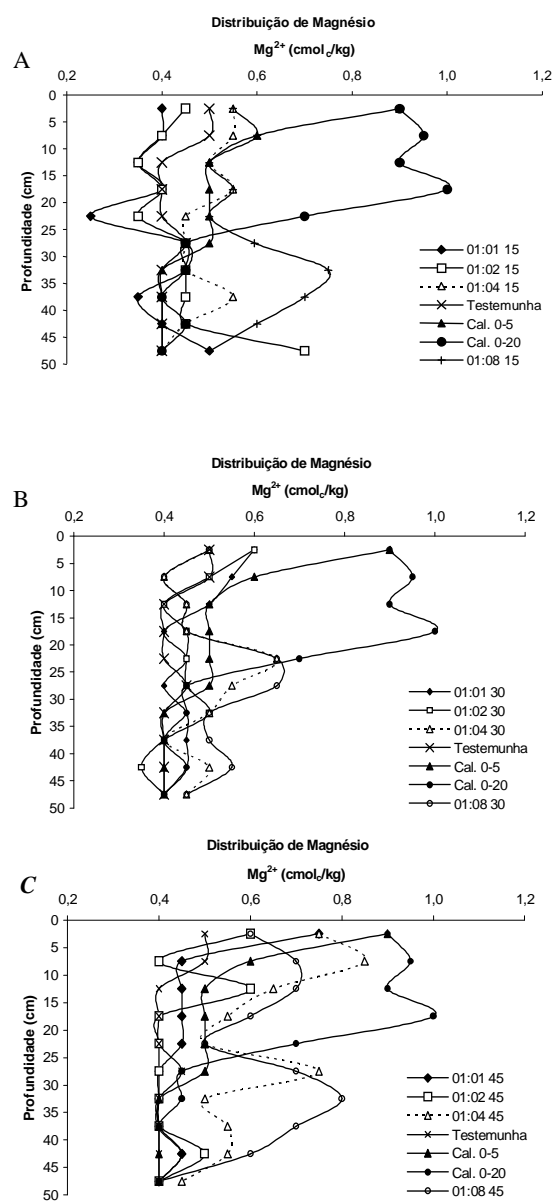 Distribuição de Magnésio
A
Mg2+ (cmolc/kg)
0,2 0,4 0,6 0,8 1,0 1,2
Profundidade (cm)
0
5
10
15
20
25
30
35
40
45
50
01:01 15
01:02 15
01:04 15
Testemunha
Cal. 0-5
Cal. 0-20
01:08 15
Distribuição de Magnésio
B
Mg2+ (cmolc/kg)
0,2 0,4 0,6 0,8 1,0 1,2
Profundidade (cm)
0
5
10
15
20
25
30
35
40
45
50
01:01 30
01:02 30
01:04 30
Testemunha
Cal. 0-5
Cal. 0-20
01:08 30
Distribuição de Magnésio
C
Mg2+ (cmolc/kg)
0,2 0,4 0,6 0,8 1,0 1,2
Profundidade (cm)
0
5
10
15
20
25
30
35
40
45
50
01:01 45
01:02 45
01:04 45
Testemunha
Cal. 0-5
Cal. 0-20
01:08 45